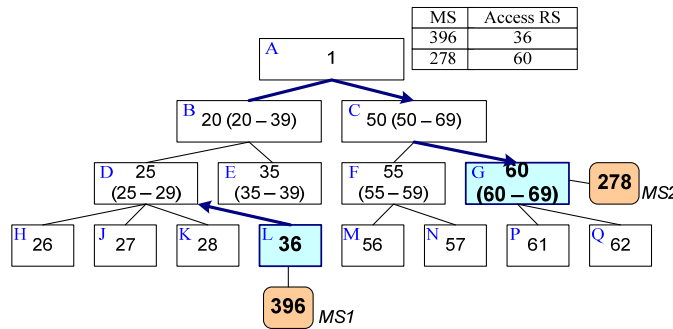 MS Access RS
396 36
278 60
A
1
B
20 (20 – 39)
C
50 (50 – 69)
D
25
(25 – 29)
E
35
(35 – 39)
F
55
(55 – 59)
G
60
(60 – 69)
278
MS2
H
26
J
27
K
28
L
36
M
56
N
57
P
61
Q
62
396
MS1